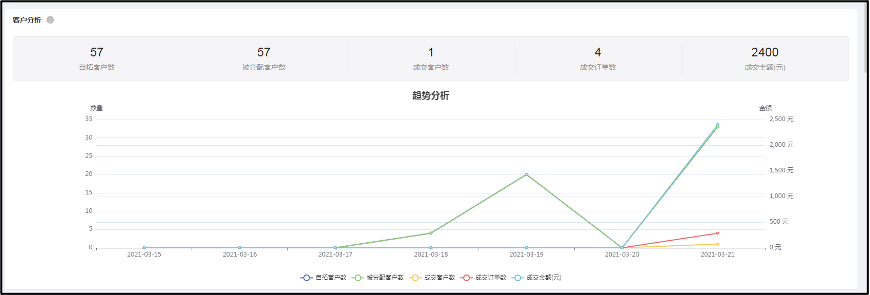 客户分析
57 57 1 4 2400
自拓客户数 被分配客户数 成交客户数 成交订单数 成交金额(元)
趋势分析
数量 金额
35 2,500 元
30 2,000 元
25
20 1,500 元
15 1,000 元
10
5 500 元
0 0 元
2021-03-15 2021-03-16 2021-03-17 2021-03-18 2021-03-19 2021-03-20 2021-03-21
自拓客户数 被分配客户数 成交客户数 成交订单数 成交金额(元)